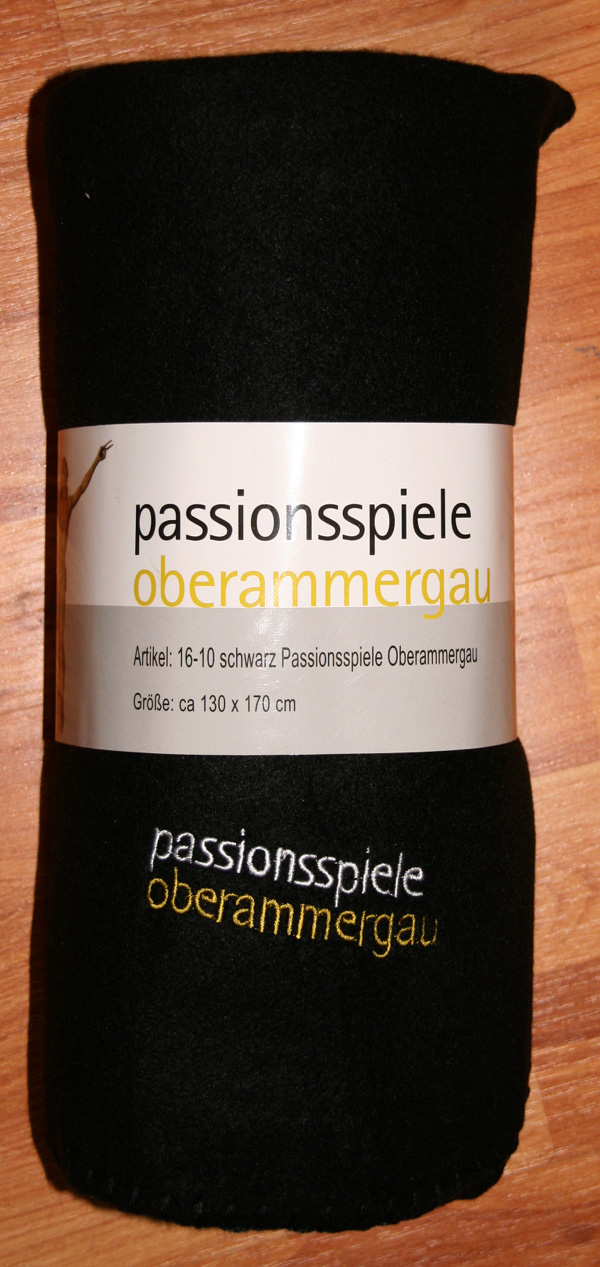 passionsspiele
oberammergau
Artikel: 16-10 schwarz Passionsspiele Oberammergau
Größe: ca 130 x 170 cm
passionsspiele
oberammergau